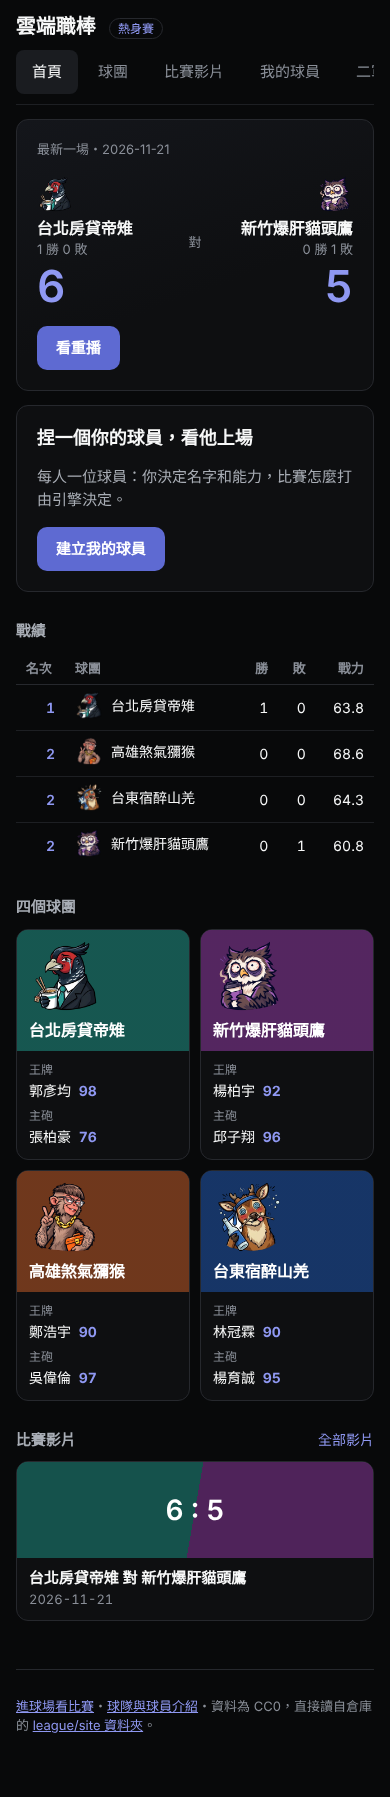 雲端職棒 熱身賽
首頁 球團 比賽影片 我的球員
最新一場・2026-11-21
台北房貸帝雉 對 新竹爆肝貓頭鷹
1 勝 0 敗 0 勝 1 敗
6 5
看重播
捏一個你的球員，看他上場
每人一位球員：你決定名字和能力，比賽怎麼打
由引擎決定。
建立我的球員
戰績
名次 球團 勝 敗 戰力
1 台北房貸帝雉 1 0 63.8
2 高雄煞氣獼猴 0 0 68.6
2 台東宿醉山羌 0 0 64.3
2 新竹爆肝貓頭鷹 0 1 60.8
四個球團
台北房貸帝雉
王牌
郭彥均 98
主砲
張柏豪 76
新竹爆肝貓頭鷹
王牌
楊柏宇 92
主砲
邱子翔 96
高雄煞氣獼猴
王牌
鄭浩宇 90
主砲
吳偉倫 97
台東宿醉山羌
王牌
林冠霖 90
主砲
楊育誠 95
比賽影片 全部影片
6 : 5
台北房貸帝雉 對 新竹爆肝貓頭鷹
2026-11-21
進球場看比賽・球隊與球員介紹・資料為 CC0，直接讀自倉庫
的 league/site 資料夾。